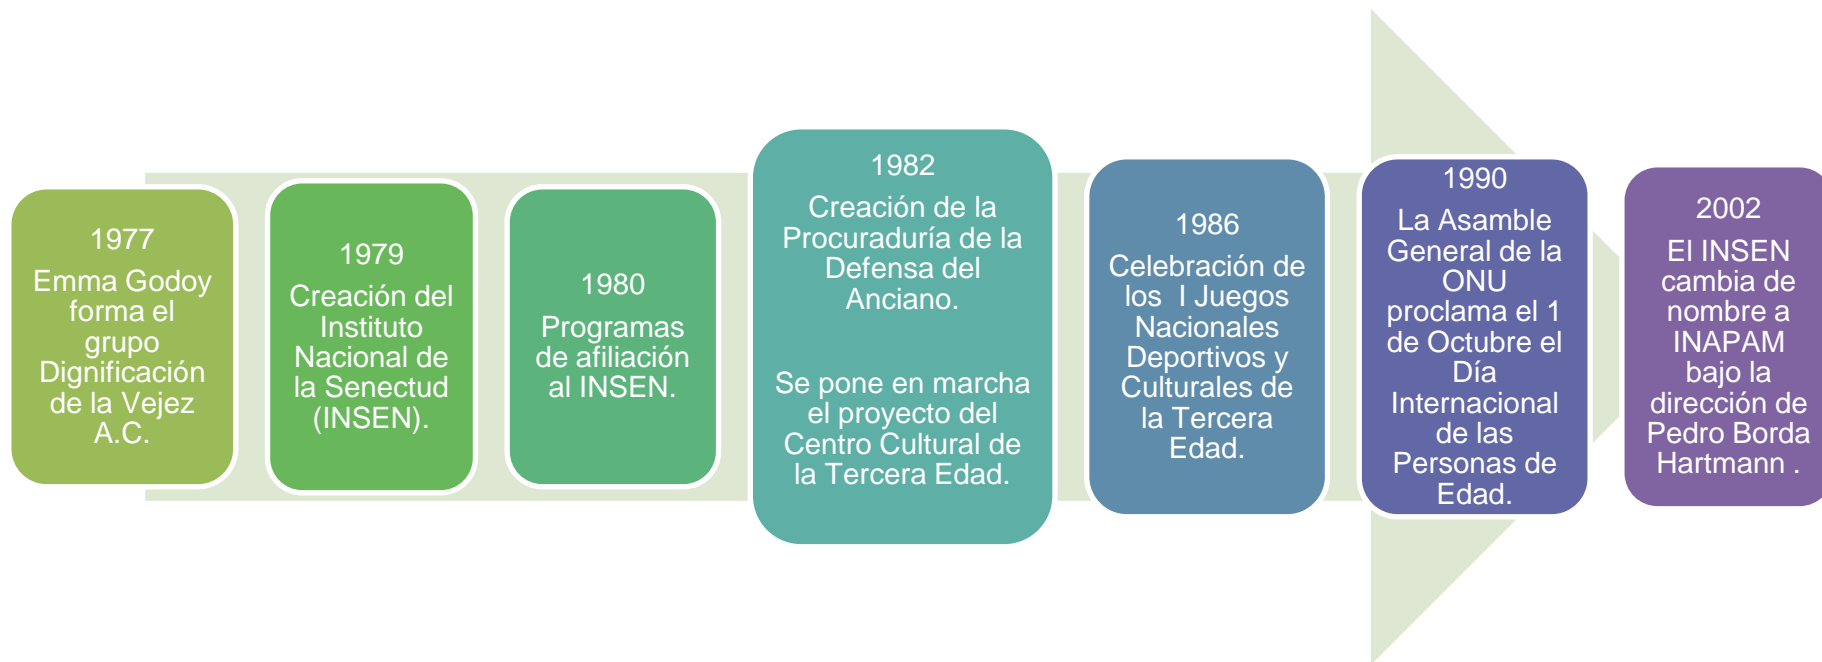 1977
Emma Godoy
forma el
grupo
Dignificación
de la Vejez
A.C.
1979
Creación del
Instituto
Nacional de
la Senectud
(INSEN).
1980
Programas
de afiliación
al INSEN.
1982
Creación de la
Procuraduría de la
Defensa del
Anciano.
Se pone en marcha
el proyecto del
Centro Cultural de
la Tercera Edad.
1986
Celebración de
los I Juegos
Nacionales
Deportivos y
Culturales de
la Tercera
Edad.
1990
La Asamble
General de la
ONU
proclama el 1
de Octubre el
Día
Internacional
de las
Personas de
Edad.
2002
El INSEN
cambia de
nombre a
INAPAM
bajo la
dirección de
Pedro Borda
Hartmann .